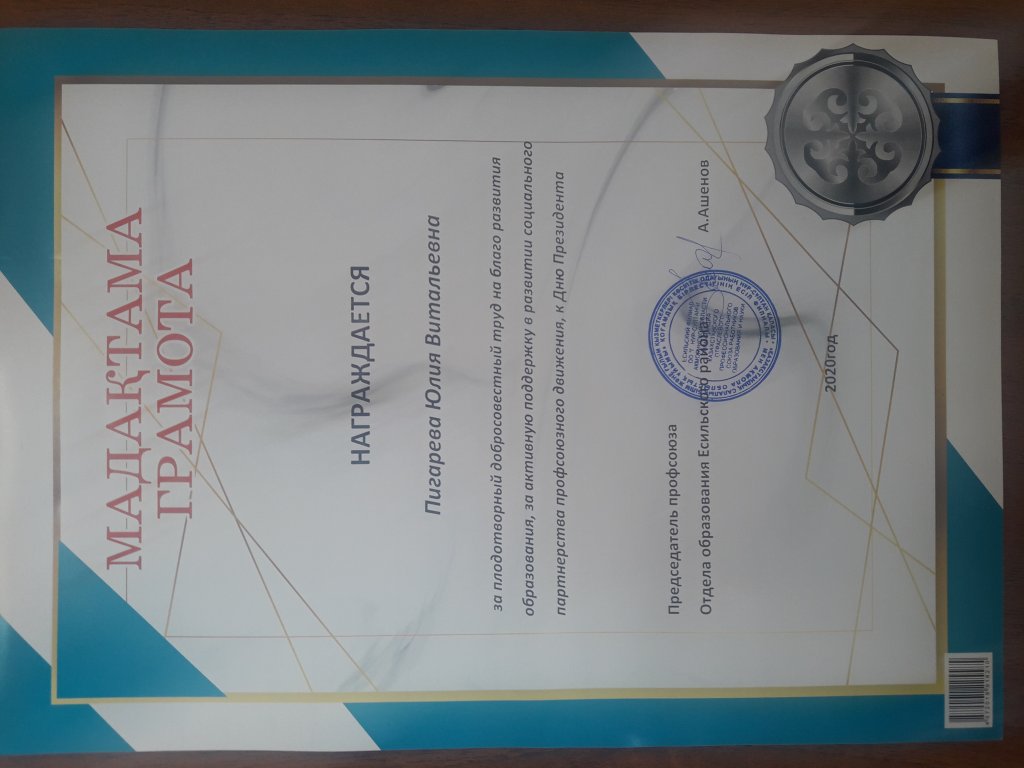 МАДАҚТАМА
ГРАМОТА
НАГРАЖДАЕТСЯ
Пигарева Юлия Витальевна
за плодотворный добросовестный труд на благо развития
образования, за активную поддержку в развитии социального
партнерства профсоюзного движения, к Дню Президента
Председатель профсоюза
Отдела образования Есильского района А.Ашенов
2020год